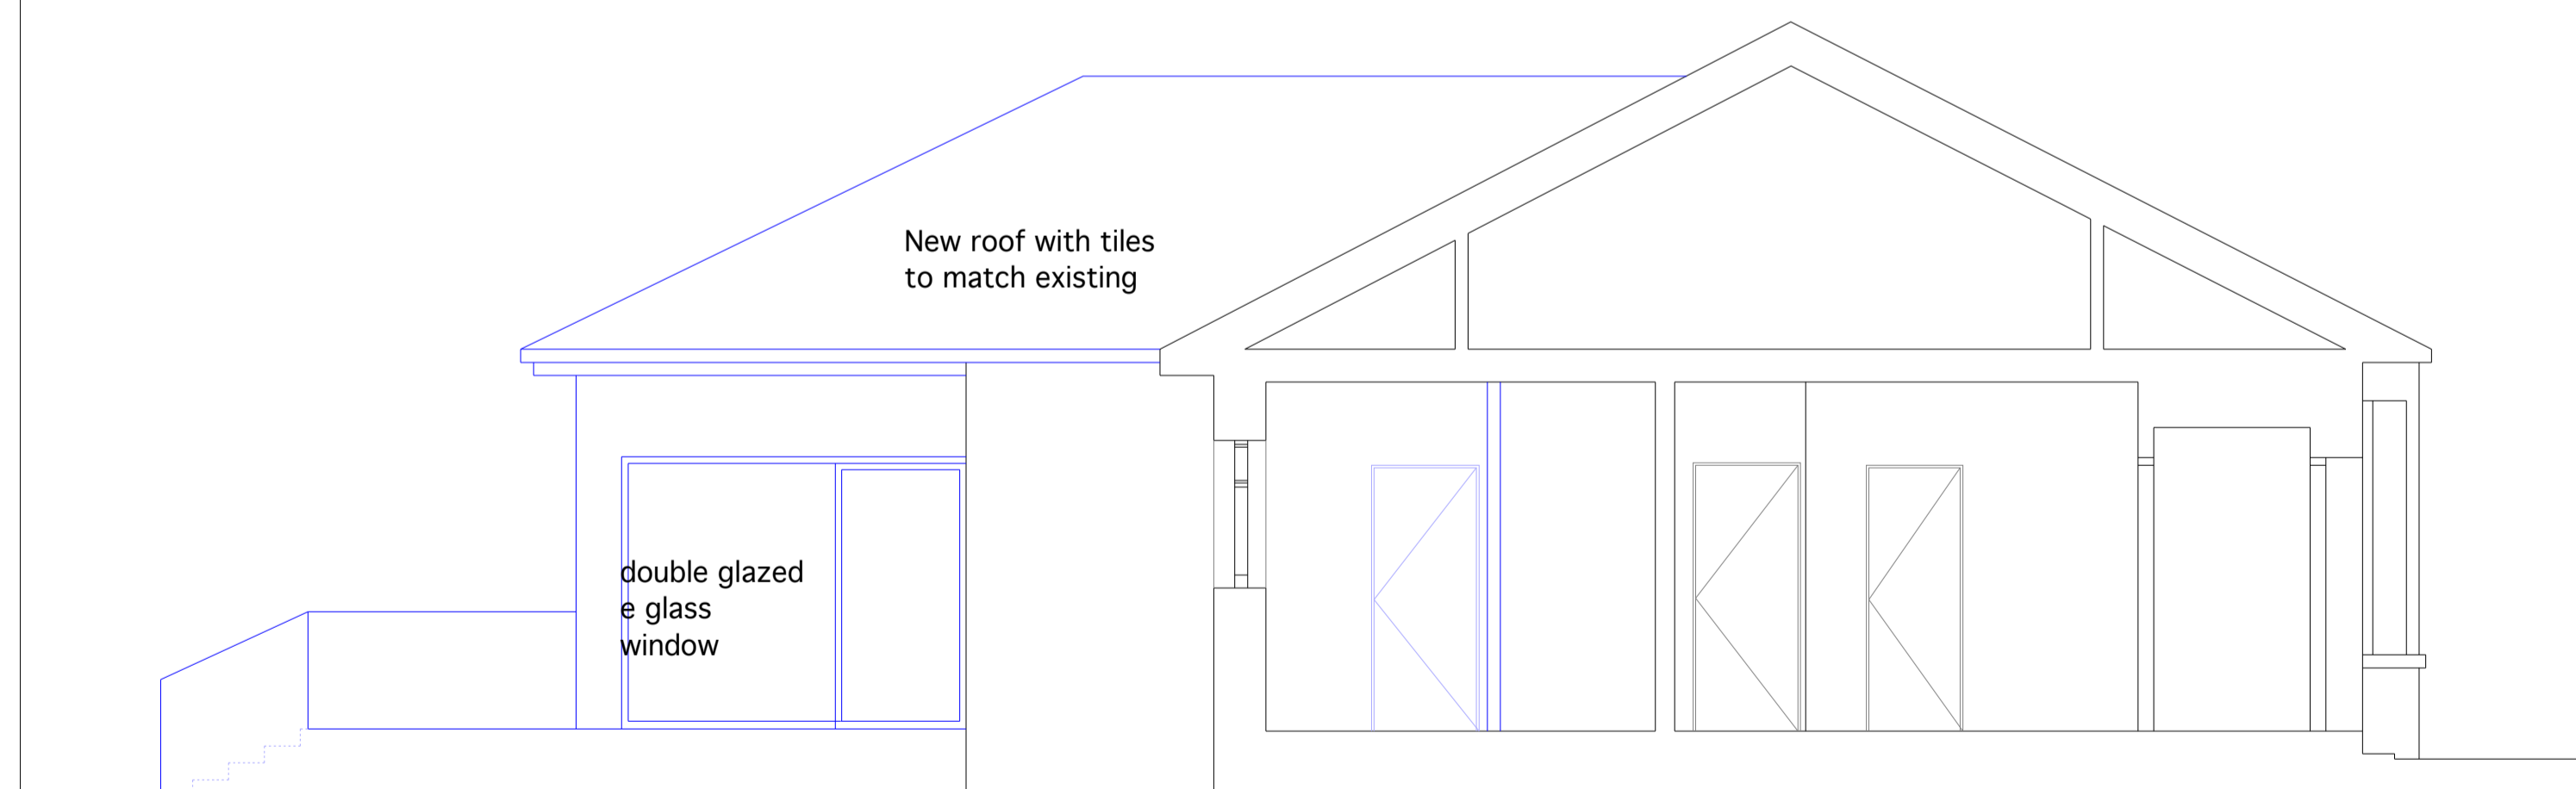 New roof with tiles
to match existing
double glazed
e glass
window